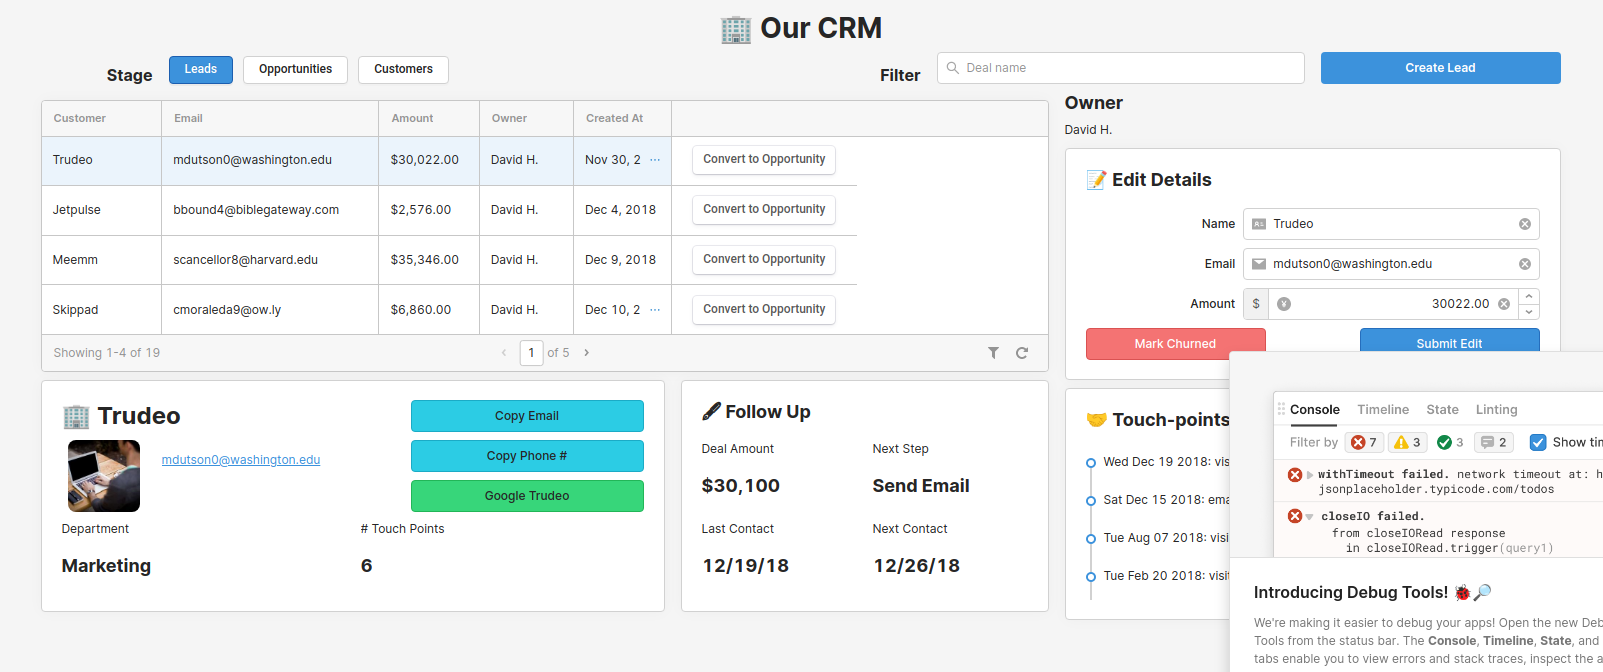 Our CRM
Stage Leads Opportunities Customers Filter Deal name Create Lead
Customer Email Amount Owner Created At
Trudeo mdutson0@washington.edu $30,022.00 David H. Nov 30, 2 ··· Convert to Opportunity
Jetpulse bbound4@biblegateway.com $2,576.00 David H. Dec 4, 2018 Convert to Opportunity
Meemm scancellor8@harvard.edu $35,346.00 David H. Dec 9, 2018 Convert to Opportunity
Skippad cmoraleda9@ow.ly $6,860.00 David H. Dec 10, 2 ··· Convert to Opportunity
Showing 1-4 of 19 ‹ 1 of 5 ›
Owner
David H.
Edit Details
Name Trudeo
Email mdutson0@washington.edu
Amount $ 30022.00
Mark Churned Submit Edit
Trudeo
mdutson0@washington.edu
Copy Email
Copy Phone #
Google Trudeo
Department # Touch Points
Marketing 6
Follow Up
Deal Amount Next Step
$30,100 Send Email
Last Contact Next Contact
12/19/18 12/26/18
Touch-points
Wed Dec 19 2018: vis
Sat Dec 15 2018: ema
Tue Aug 07 2018: visi
Tue Feb 20 2018: visit
Console Timeline State Linting
Filter by 7 3 3 2 Show tim
withTimeout failed. network timeout at: h
jsonplaceholder.typicode.com/todos
closeIO failed.
from closeIORead response
in closeIORead.trigger(query1)
Introducing Debug Tools!
We're making it easier to debug your apps! Open the new Deb
Tools from the status bar. The Console, Timeline, State, and
tabs enable you to view errors and stack traces, inspect the a